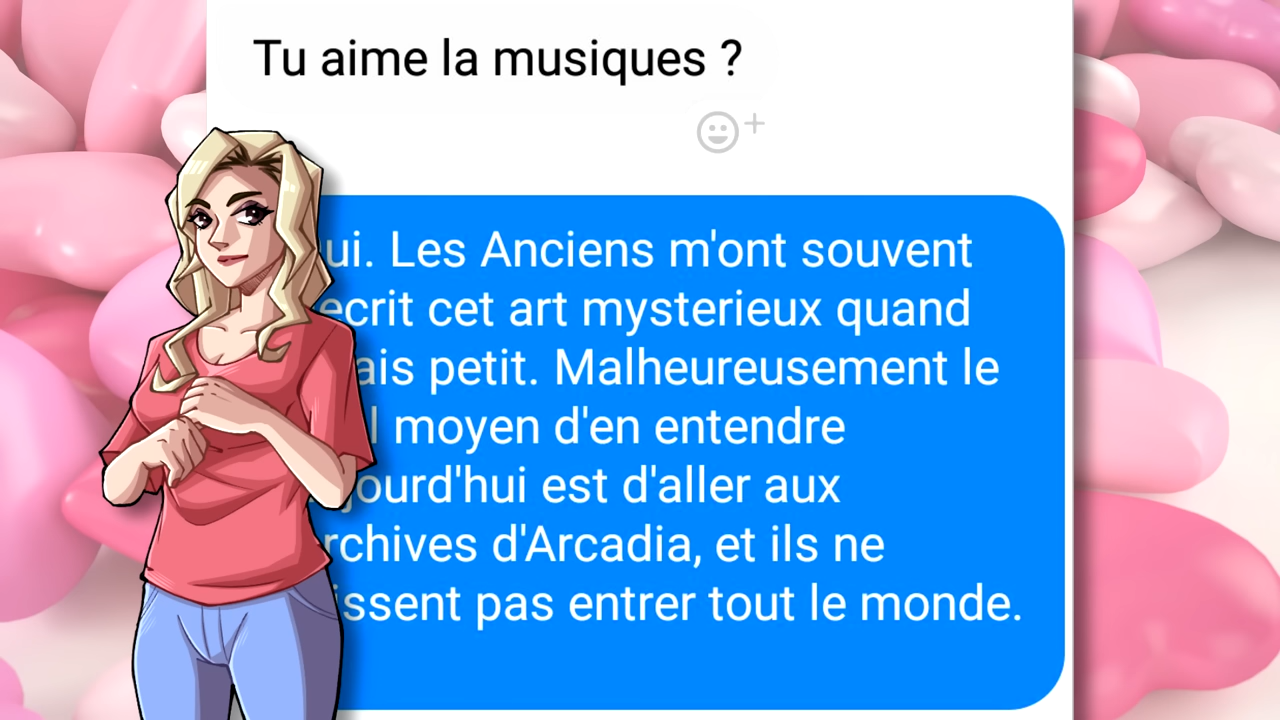 Tu aime la musiques ?
ui. Les Anciens m'ont souvent
ecrit cet art mysterieux quand
ais petit. Malheureusement le
l moyen d'en entendre
jourd'hui est d'aller aux
rchives d'Arcadia, et ils ne
issent pas entrer tout le monde.